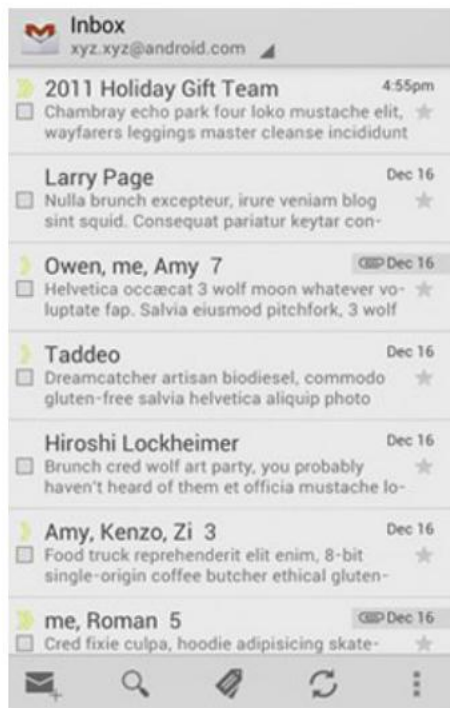 Inbox
xyz.xyz@android.com
2011 Holiday Gift Team 4:55pm
Chambray echo park four loko mustache elit,
wayfarers leggings master cleanse incididunt
Larry Page Dec 16
Nulla brunch excepteur, irure veniam blog
sint squid. Consequat pariatur keytar con-
Owen, me, Amy 7 Dec 16
Helvetica occæcat 3 wolf moon whatever vo-
luptate fap. Salvia eiusmod pitchfork, 3 wolf
Taddeo Dec 16
Dreamcatcher artisan biodiesel, commodo
gluten-free salvia helvetica aliquip photo
Hiroshi Lockheimer Dec 16
Brunch cred wolf art party, you probably
haven't heard of them et officia mustache lo-
Amy, Kenzo, Zi 3 Dec 16
Food truck reprehenderit elit enim, 8-bit
single-origin coffee butcher ethical gluten-
me, Roman 5 Dec 16
Cred fixie culpa, hoodie adipisicing skate-